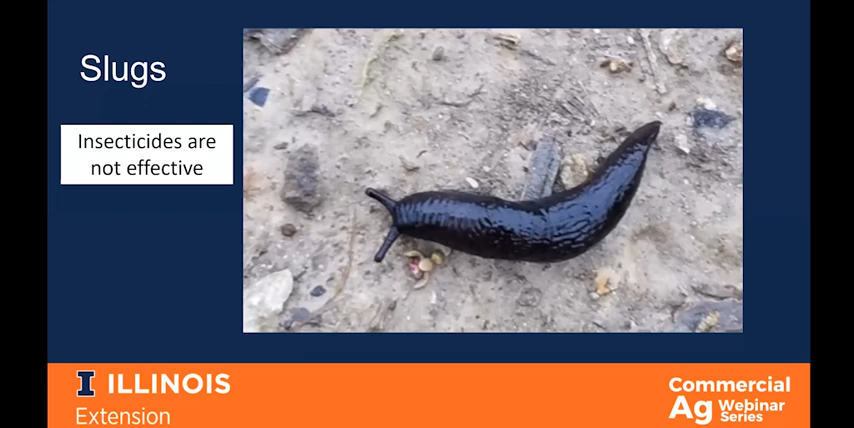 Slugs
Insecticides are
not effective
I ILLINOIS
Extension
Commercial
Ag Webinar
Series